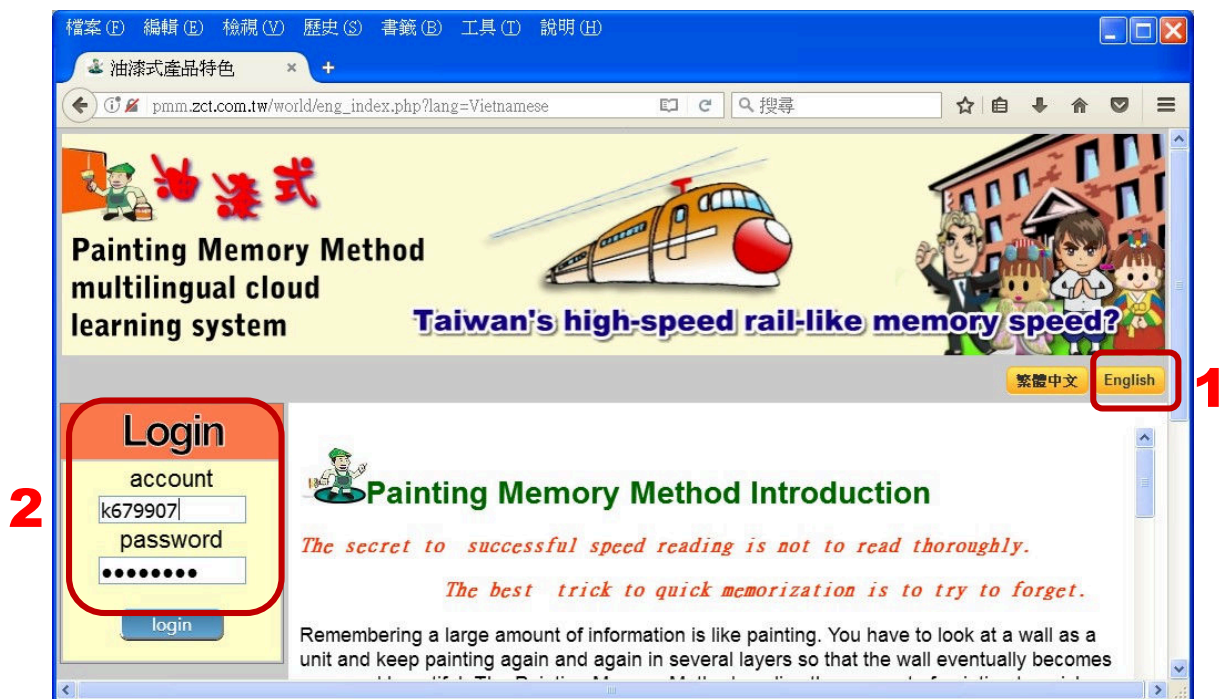 檔案(F) 編輯(E) 檢視(V) 歷史(S) 書籤(B) 工具(T) 說明(H)
油漆式產品特色 × +
pmm.zct.com.tw/world/eng_index.php?lang=Vietnamese 搜尋
油漆式
Painting Memory Method
multilingual cloud
learning system
Taiwan's high-speed rail-like memory speed?
繁體中文 English 1
Login
account
k679907
2
password
●●●●●●●●
login
Painting Memory Method Introduction
The secret to successful speed reading is not to read thoroughly.
The best trick to quick memorization is to try to forget.
Remembering a large amount of information is like painting. You have to look at a wall as a
unit and keep painting again and again in several layers so that the wall eventually becomes